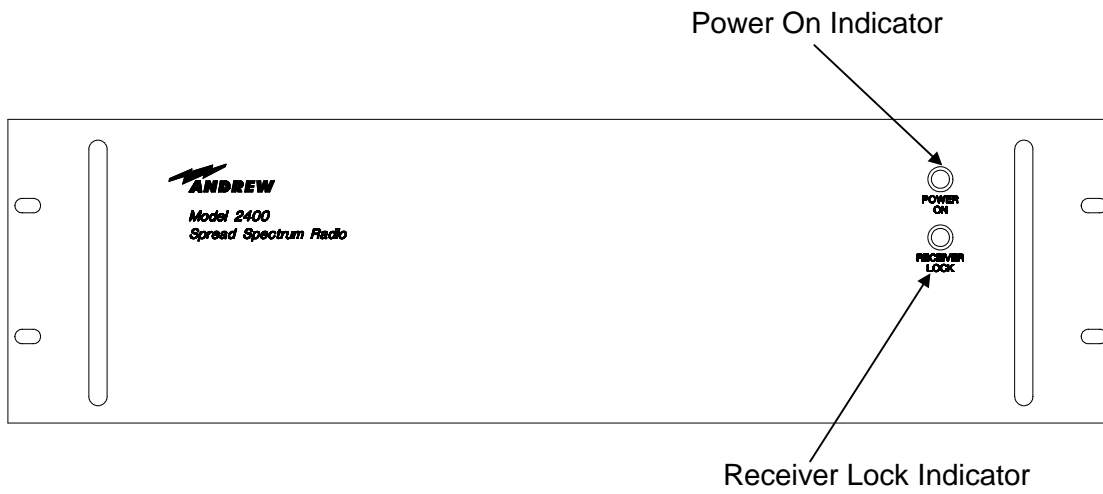 Power On Indicator
ANDREW
Model 2400
Spread Spectrum Radio
POWER
ON
RECEIVER
LOCK
Receiver Lock Indicator